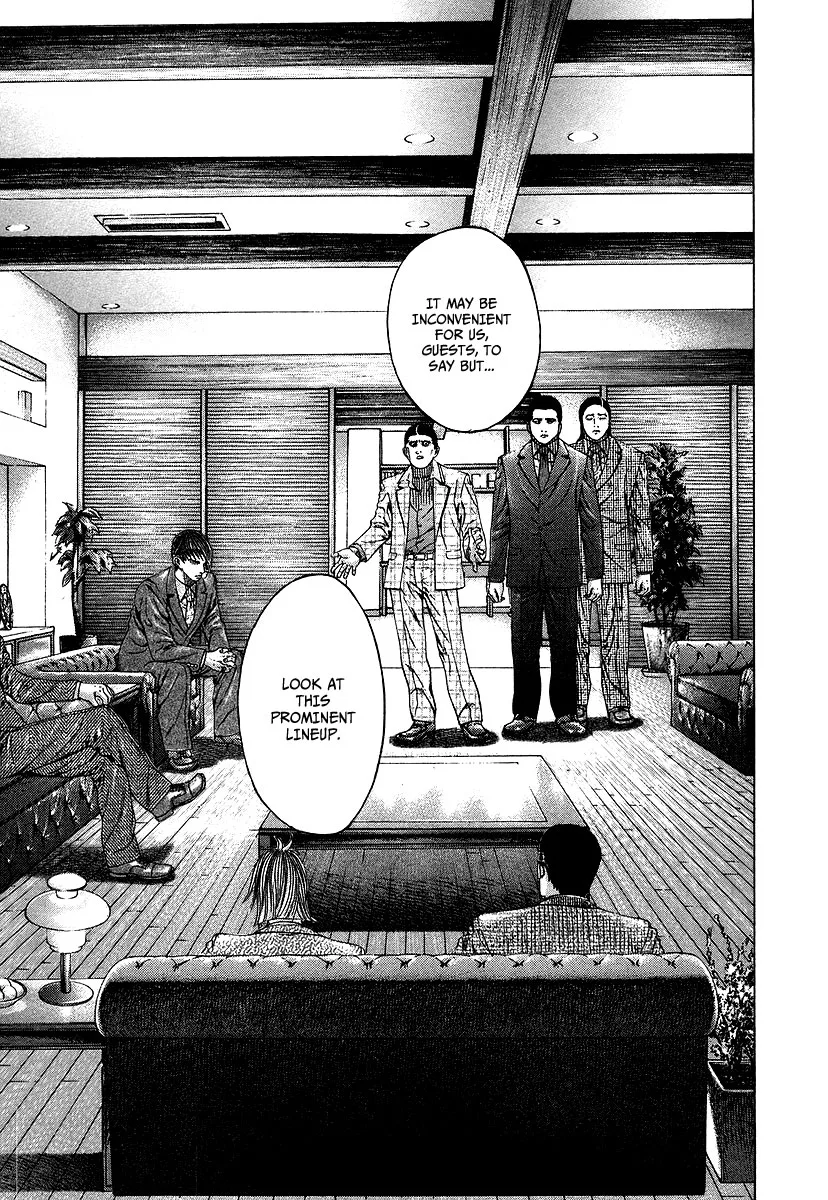 IT MAY BE
INCONVENIENT
FOR US,
GUESTS, TO
SAY BUT...
LOOK AT
THIS
PROMINENT
LINEUP.